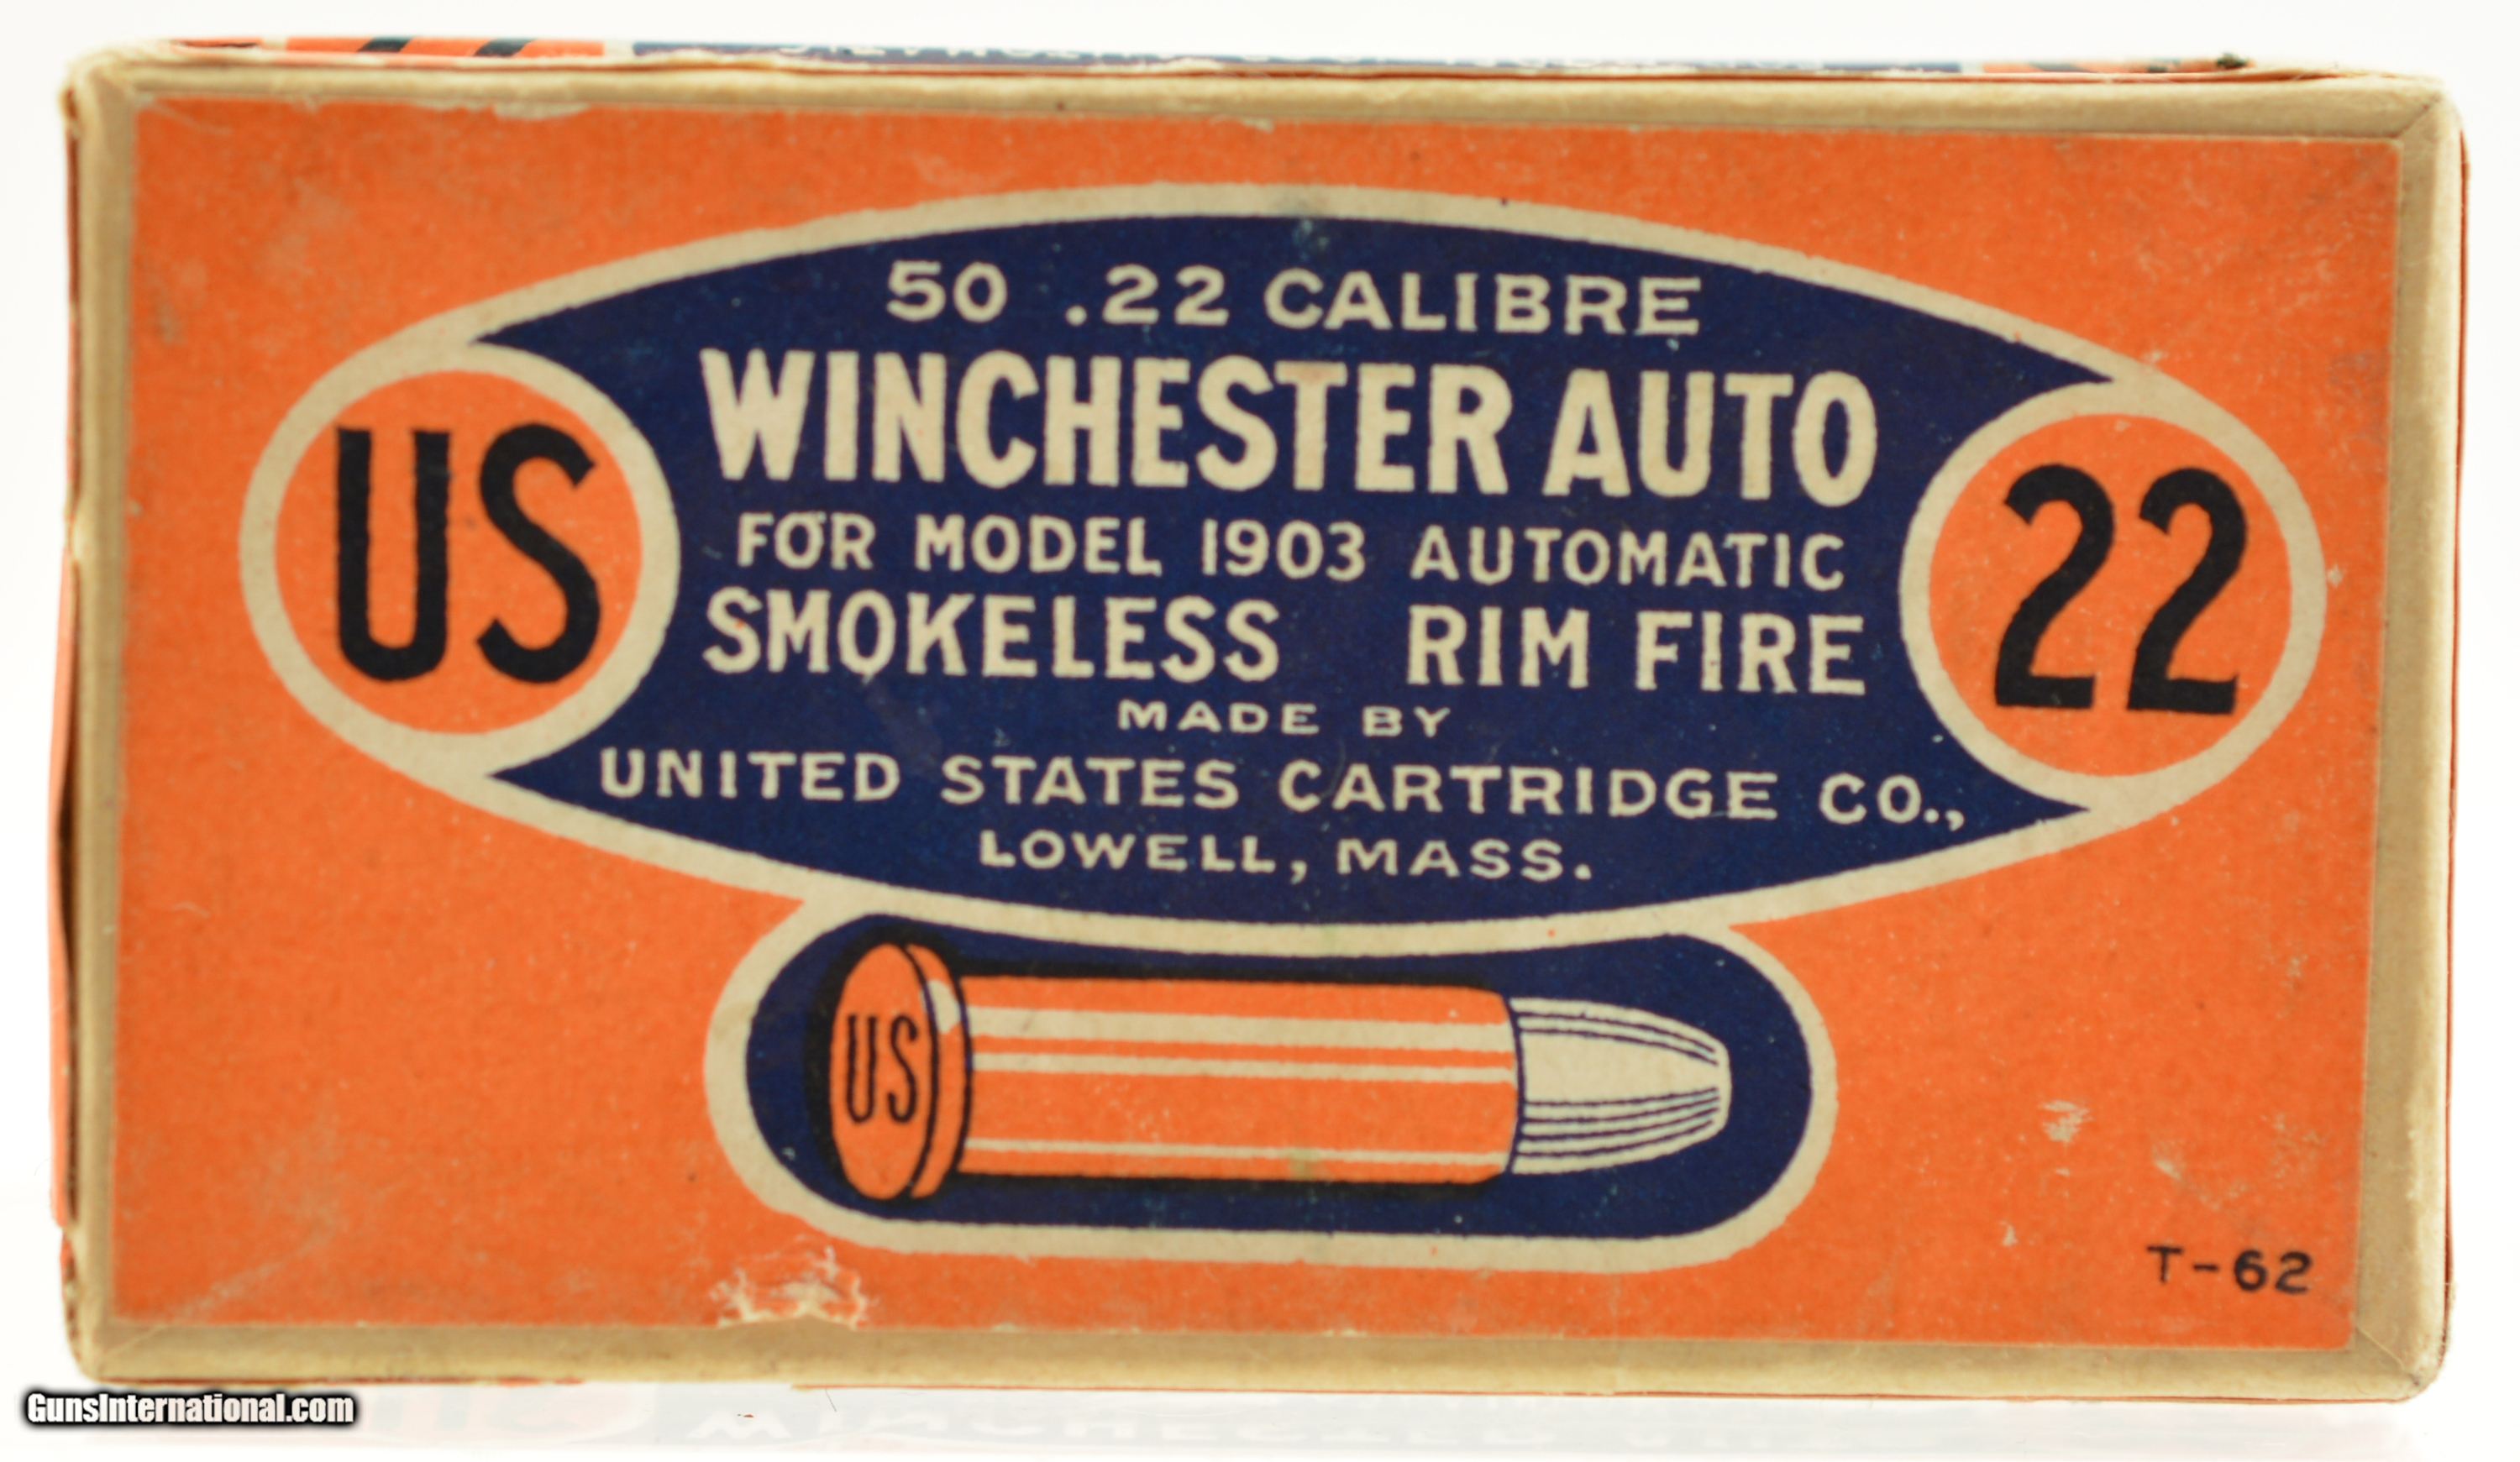 50 .22 CALIBRE
WINCHESTER AUTO
FOR MODEL 1903 AUTOMATIC
SMOKELESS RIM FIRE
MADE BY
UNITED STATES CARTRIDGE CO.,
LOWELL, MASS.
US
22
US
T-62
GunsInternational.com